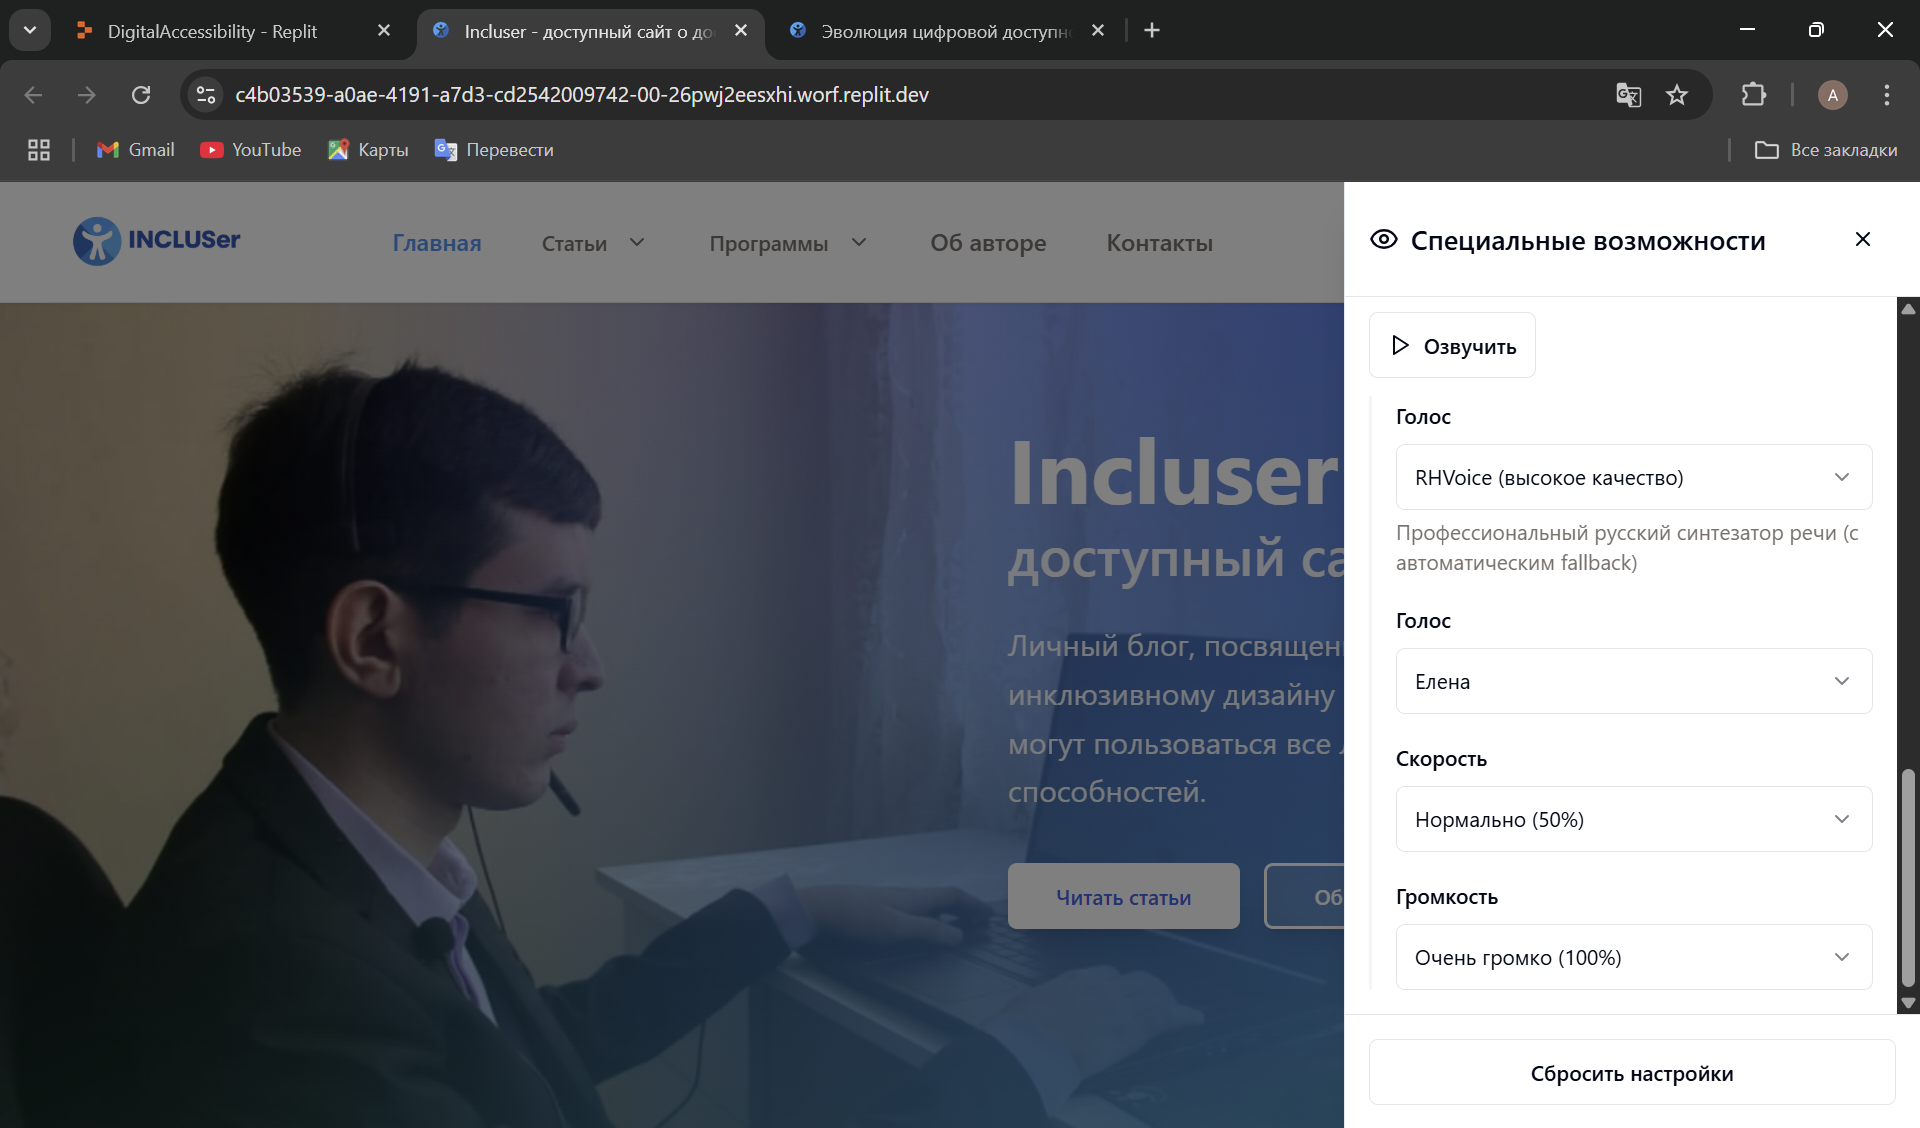 DigitalAccessibility - Replit
Incluser - доступный сайт о до
Эволюция цифровой доступн
c4b03539-a0ae-4191-a7d3-cd2542009742-00-26pwj2eesxhi.worf.replit.dev
A
Gmail
YouTube
Карты
Перевести
Все закладки
INCLUSer
Главная
Статьи
Программы
Об авторе
Контакты
Incluser
доступный са
Личный блог, посвящен
инклюзивному дизайну
могут пользоваться все
способностей.
Читать статьи
Об
Специальные возможности
Озвучить
Голос
RHVoice (высокое качество)
Профессиональный русский синтезатор речи (с
автоматическим fallback)
Голос
Елена
Скорость
Нормально (50%)
Громкость
Очень громко (100%)
Сбросить настройки